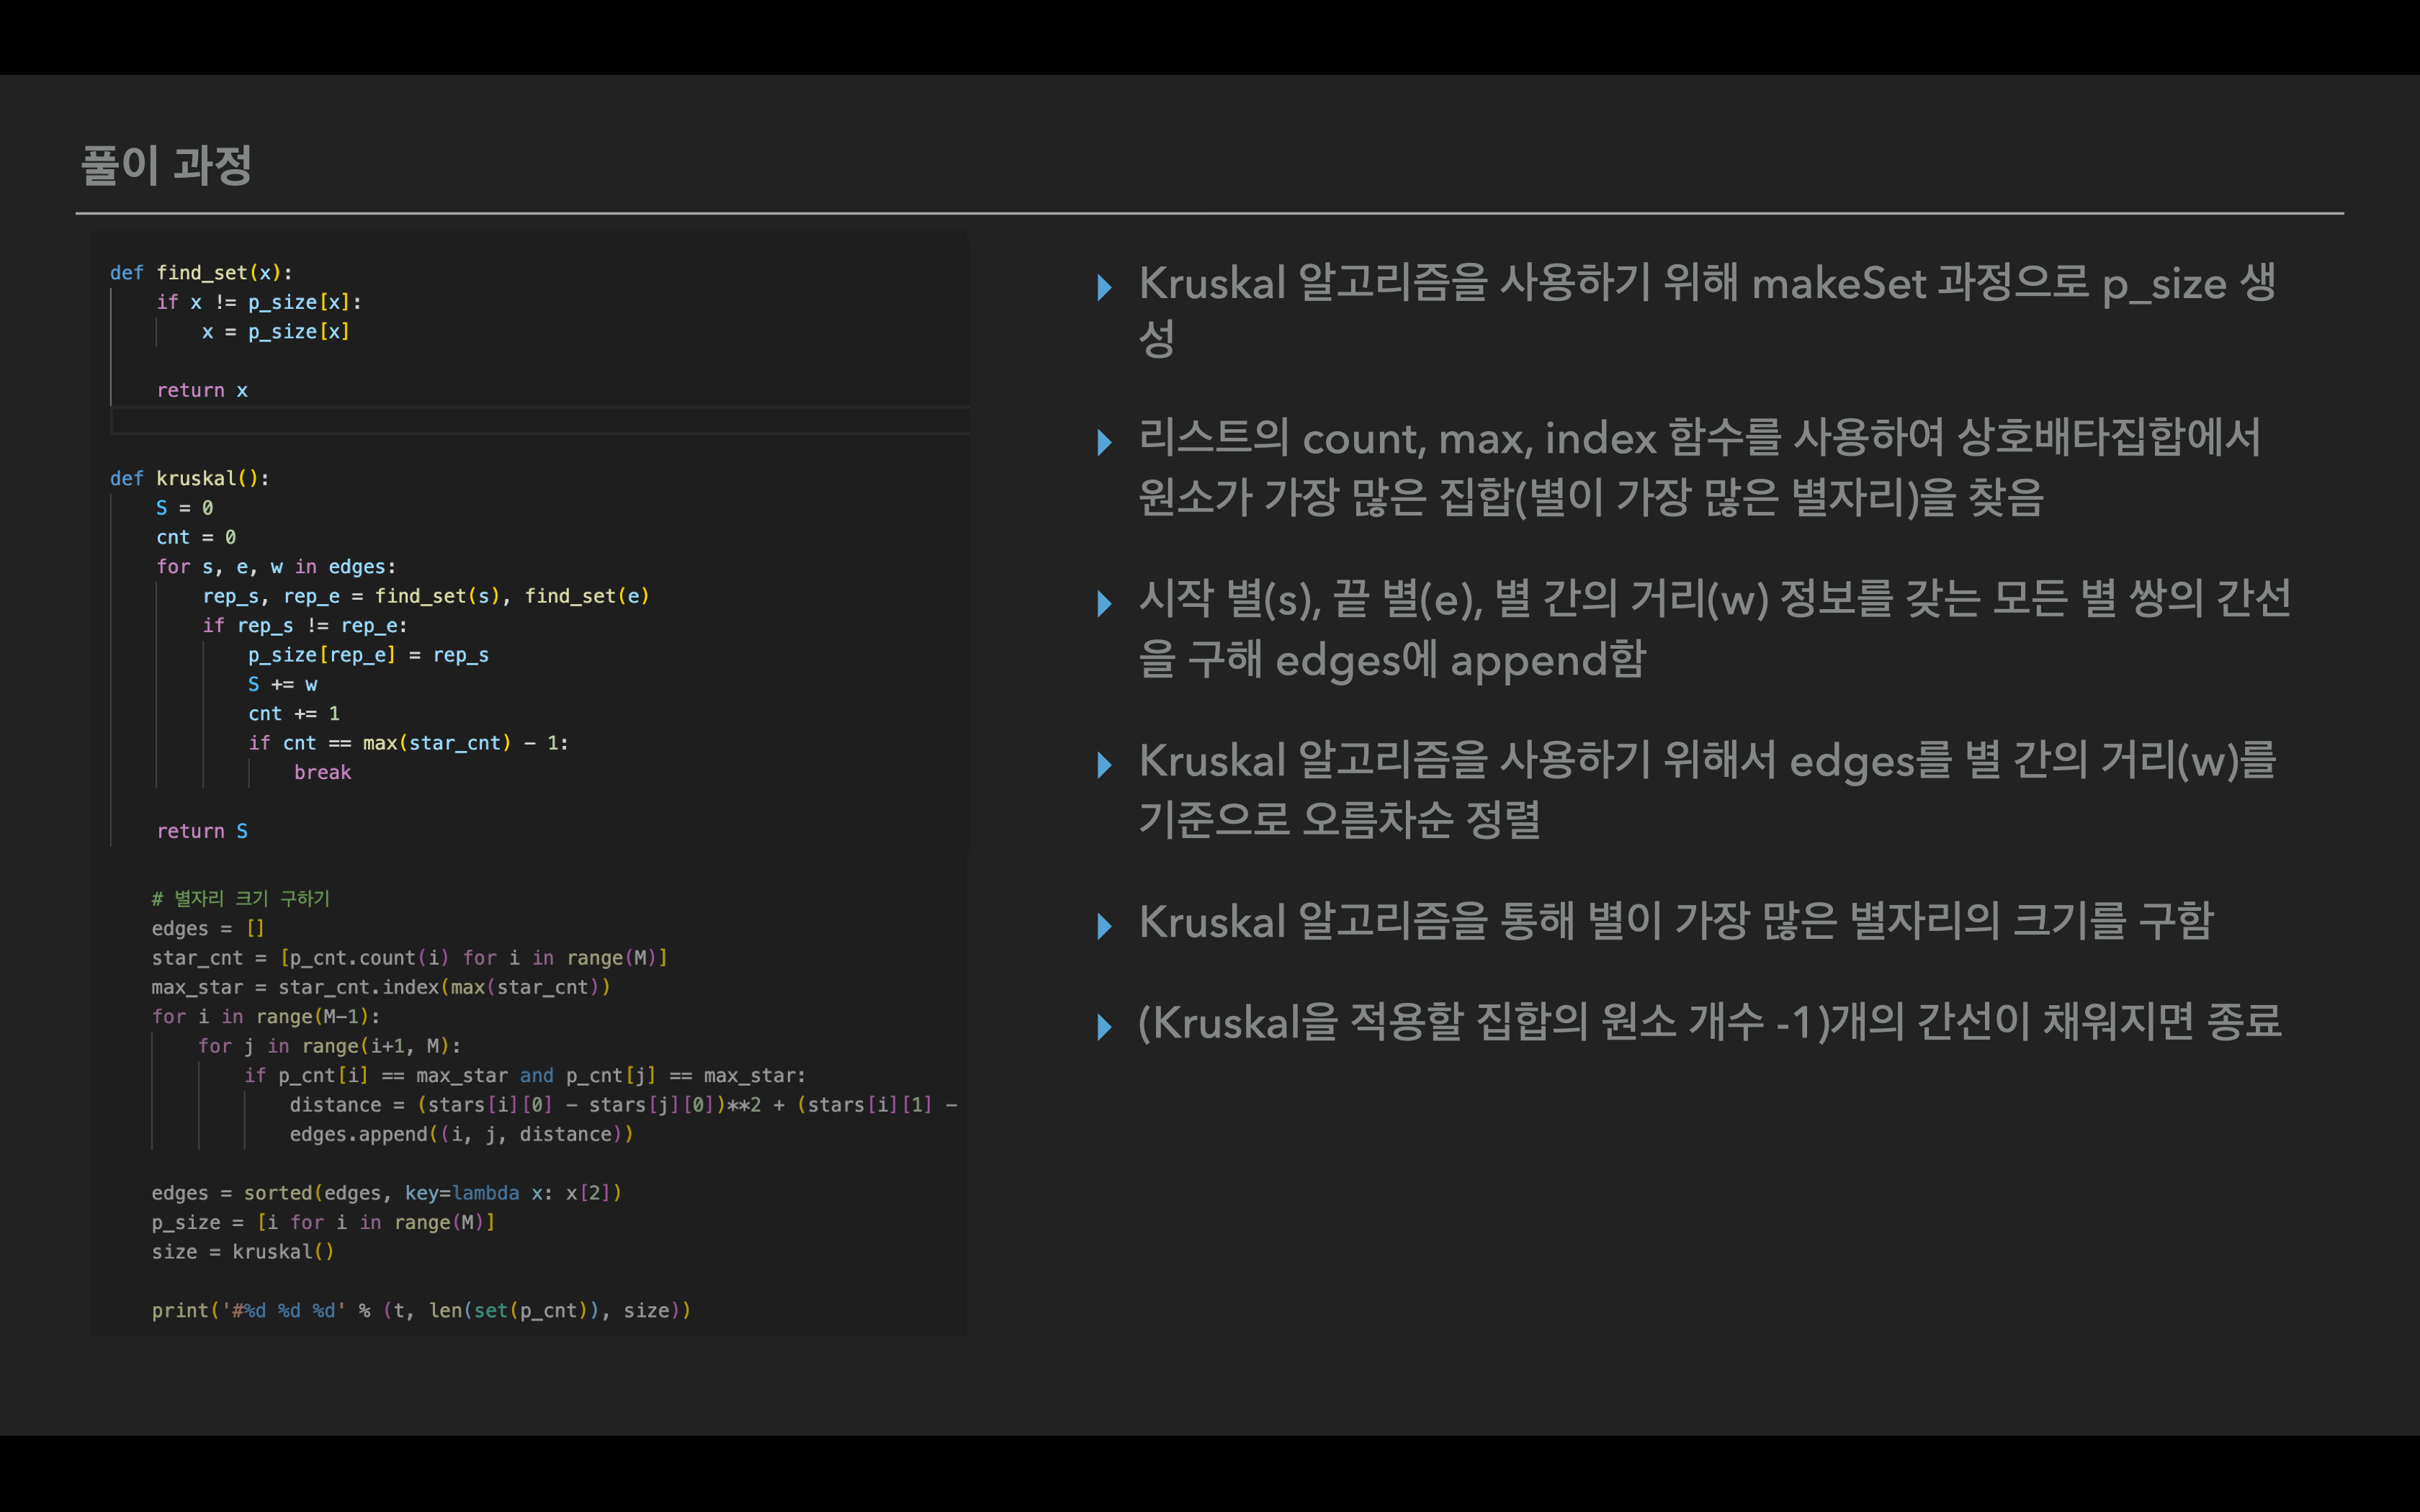 풀이 과정
def find_set(x):
    if x != p_size[x]:
        x = p_size[x]
    return x
def kruskal():
    S = 0
    cnt = 0
    for s, e, w in edges:
        rep_s, rep_e = find_set(s), find_set(e)
        if rep_s != rep_e:
            p_size[rep_e] = rep_s
            S += w
            cnt += 1
            if cnt == max(star_cnt) - 1:
                break
    return S
# 별자리 크기 구하기
edges = []
star_cnt = [p_cnt.count(i) for i in range(M)]
max_star = star_cnt.index(max(star_cnt))
for i in range(M-1):
    for j in range(i+1, M):
        if p_cnt[i] == max_star and p_cnt[j] == max_star:
            distance = (stars[i][0] - stars[j][0])**2 + (stars[i][1] -
            edges.append((i, j, distance))
edges = sorted(edges, key=lambda x: x[2])
p_size = [i for i in range(M)]
size = kruskal()
print('#%d %d %d' % (t, len(set(p_cnt)), size))
Kruskal 알고리즘을 사용하기 위해 makeSet 과정으로 p_size 생
성
리스트의 count, max, index 함수를 사용하여 상호배타집합에서
원소가 가장 많은 집합(별이 가장 많은 별자리)을 찾음
시작 별(s), 끝 별(e), 별 간의 거리(w) 정보를 갖는 모든 별 쌍의 간선
을 구해 edges에 append함
Kruskal 알고리즘을 사용하기 위해서 edges를 별 간의 거리(w)를
기준으로 오름차순 정렬
Kruskal 알고리즘을 통해 별이 가장 많은 별자리의 크기를 구함
(Kruskal을 적용할 집합의 원소 개수 -1)개의 간선이 채워지면 종료